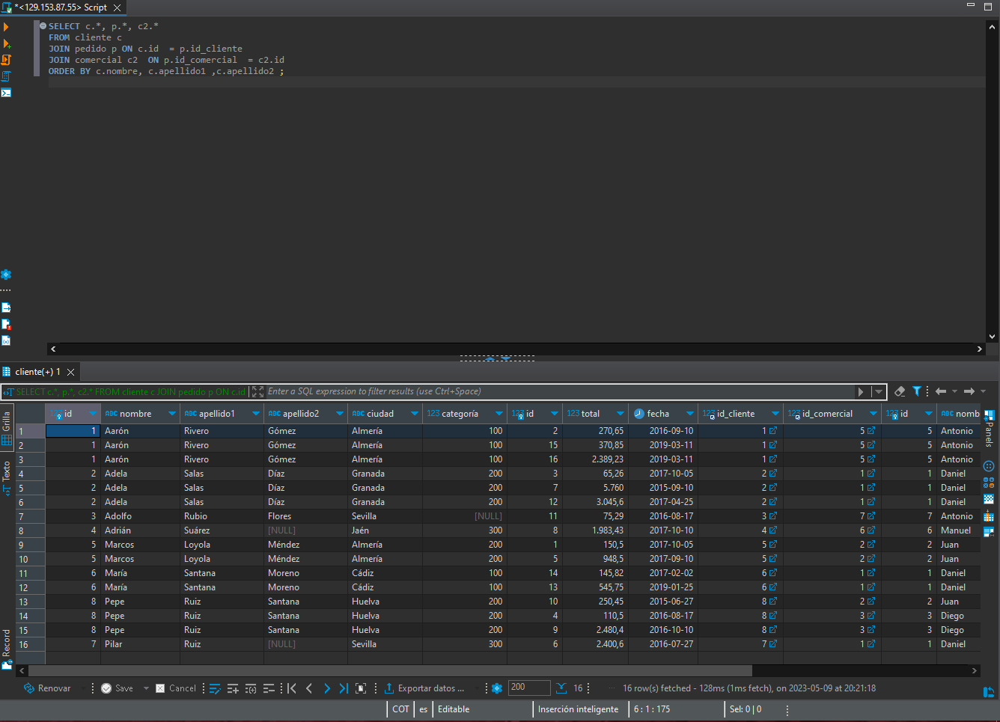 *<129.153.87.55> Script
SELECT c.*, p.*, c2.*
FROM cliente c
JOIN pedido p ON c.id  = p.id_cliente
JOIN comercial c2  ON p.id_comercial  = c2.id
ORDER BY c.nombre, c.apellido1 ,c.apellido2 ;
cliente(+) 1
SELECT c.*, p.*, c2.* FROM cliente c JOIN pedido p ON c.id
Enter a SQL expression to filter results (use Ctrl+Space)
Grilla
Texto
Record
Panels
123 id ABC nombre ABC apellido1 ABC apellido2 ABC ciudad 123 categoría 123 id 123 total fecha 123 id_cliente 123 id_comercial 123 id ABC nomb
1 1 Aarón Rivero Gómez Almería 100 2 270,65 2016-09-10 1 5 5 Antonio
2 1 Aarón Rivero Gómez Almería 100 15 370,85 2019-03-11 1 5 5 Antonio
3 1 Aarón Rivero Gómez Almería 100 16 2.389,23 2019-03-11 1 5 5 Antonio
4 2 Adela Salas Díaz Granada 200 3 65,26 2017-10-05 2 1 1 Daniel
5 2 Adela Salas Díaz Granada 200 7 5.760 2015-09-10 2 1 1 Daniel
6 2 Adela Salas Díaz Granada 200 12 3.045,6 2017-04-25 2 1 1 Daniel
7 3 Adolfo Rubio Flores Sevilla [NULL] 11 75,29 2016-08-17 3 7 7 Antonio
8 4 Adrián Suárez [NULL] Jaén 300 8 1.983,43 2017-10-10 4 6 6 Manuel
9 5 Marcos Loyola Méndez Almería 200 1 150,5 2017-10-05 5 2 2 Juan
10 5 Marcos Loyola Méndez Almería 200 5 948,5 2017-09-10 5 2 2 Juan
11 6 María Santana Moreno Cádiz 100 14 145,82 2017-02-02 6 1 1 Daniel
12 6 María Santana Moreno Cádiz 100 13 545,75 2019-01-25 6 1 1 Daniel
13 8 Pepe Ruiz Santana Huelva 200 10 250,45 2015-06-27 8 2 2 Juan
14 8 Pepe Ruiz Santana Huelva 200 4 110,5 2016-08-17 8 3 3 Diego
15 8 Pepe Ruiz Santana Huelva 200 9 2.480,4 2016-10-10 8 3 3 Diego
16 7 Pilar Ruiz [NULL] Sevilla 300 6 2.400,6 2016-07-27 7 1 1 Daniel
Renovar Save Cancel Exportar datos ... 200 16 16 row(s) fetched - 128ms (1ms fetch), on 2023-05-09 at 20:21:18
COT es Editable Inserción inteligente 6 : 1 : 175 Sel: 0 | 0